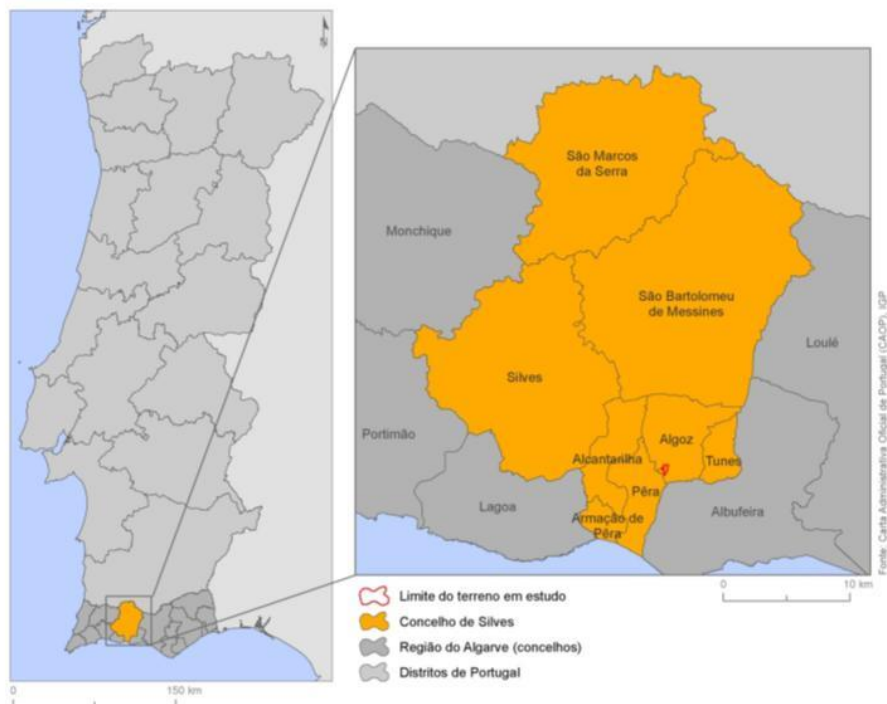 N
São Marcos
da Serra
Monchique
São Bartolomeu
de Messines
Loulé
Silves
Portimão
Algoz
Alcantarilha
Tunes
Pêra
Lagoa
Armação de
Pêra
Albufeira
Fonte: Carta Administrativa Oficial de Portugal (CAOP), IGP
0 10 km
Limite do terreno em estudo
Concelho de Silves
Região do Algarve (concelhos)
Distritos de Portugal
0 150 km